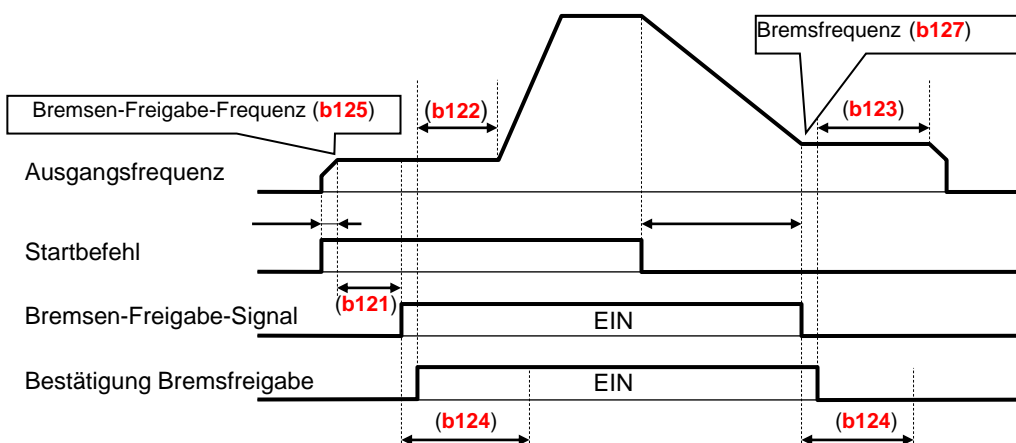 Bremsfrequenz (b127)
Bremsen-Freigabe-Frequenz (b125)
(b122)
(b123)
Ausgangsfrequenz
Startbefehl
(b121)
Bremsen-Freigabe-Signal
EIN
Bestätigung Bremsfreigabe
EIN
(b124)
(b124)